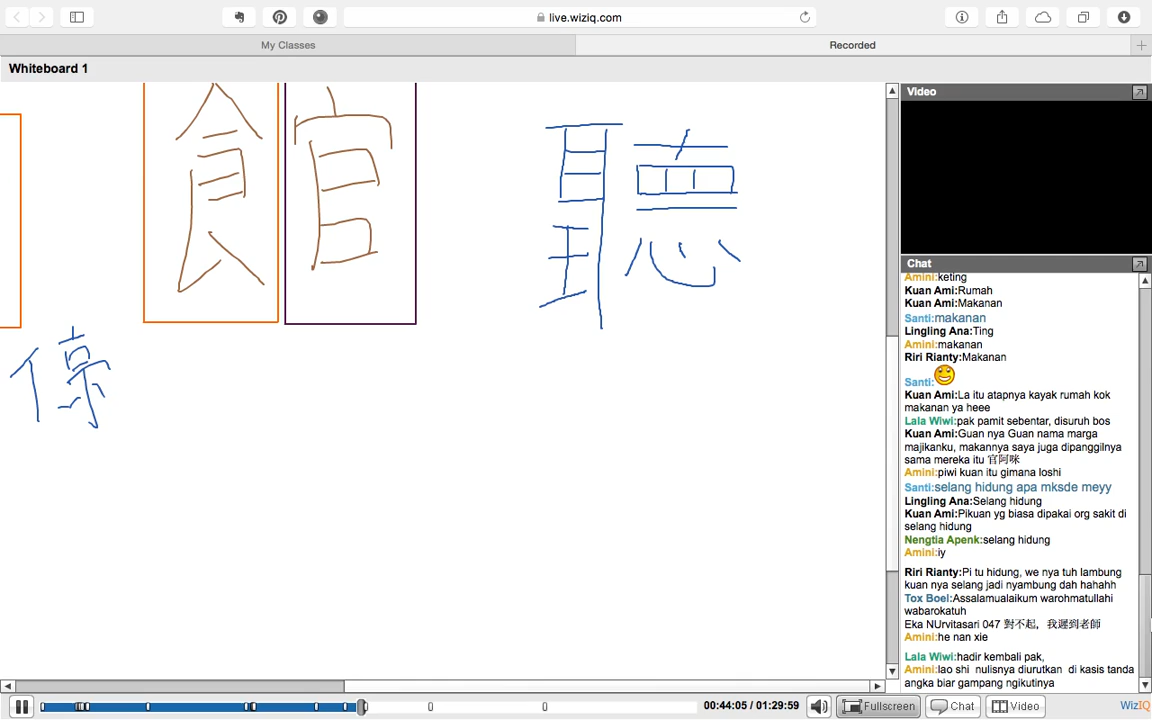 live.wiziq.com
My Classes
Recorded
Whiteboard 1
食官
聽
停
Video
Chat
Amini:keting
Kuan Ami:Rumah
Kuan Ami:Makanan
Santi:makanan
Lingling Ana:Ting
Amini:makanan
Riri Rianty:Makanan
Santi:
Kuan Ami:La itu atapnya kayak rumah kok
makanan ya heee
Lala Wiwi:pak pamit sebentar, disuruh bos
Kuan Ami:Guan nya Guan nama marga
majikanku, makannya saya juga dipanggilnya
sama mereka itu 官阿咪
Amini:piwi kuan itu gimana loshi
Santi:selang hidung apa mksde meyy
Lingling Ana:Selang hidung
Kuan Ami:Pikuan yg biasa dipakai org sakit di
selang hidung
Nengtia Apenk:selang hidung
Amini:iy
Riri Rianty:Pi tu hidung, we nya tuh lambung
kuan nya selang jadi nyambung dah hahahh
Tox Boel:Assalamualaikum warohmatullahi
wabarokatuh
Eka NUrvitasari 047 對不起，我遲到老師
Amini:he nan xie
Lala Wiwi:hadir kembali pak,
Amini:lao shi nulisnya diurutkan di kasis tanda
angka biar gampang ngikutinya
00:44:05 / 01:29:59
Fullscreen
Chat
Video
WizIQ